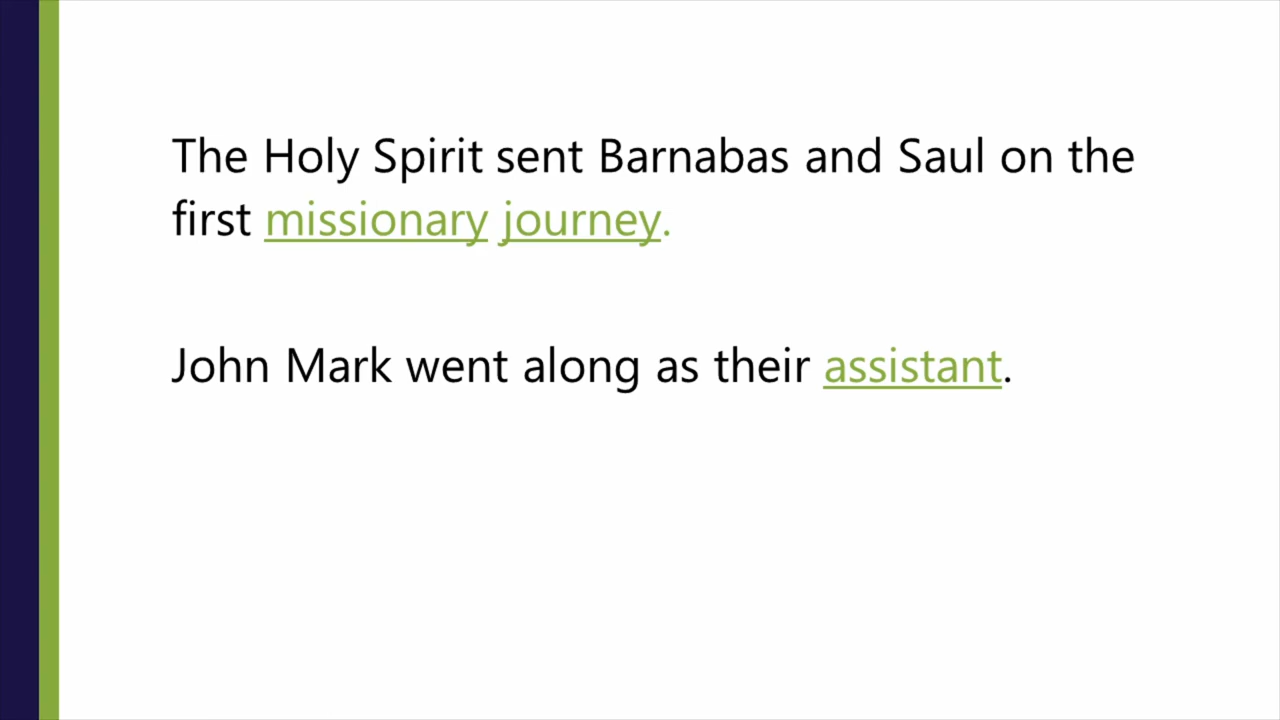 The Holy Spirit sent Barnabas and Saul on the
first missionary journey.
John Mark went along as their assistant.